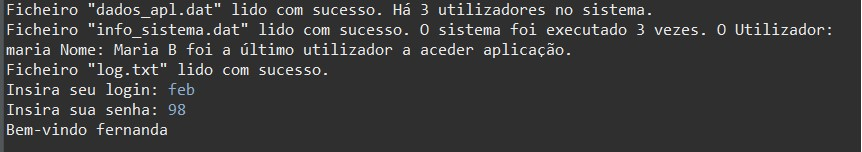 Ficheiro "dados_apl.dat" lido com sucesso. Há 3 utilizadores no sistema.
Ficheiro "info_sistema.dat" lido com sucesso. O sistema foi executado 3 vezes. O Utilizador:
maria Nome: Maria B foi a último utilizador a aceder aplicação.
Ficheiro "log.txt" lido com sucesso.
Insira seu login: feb
Insira sua senha: 98
Bem-vindo fernanda